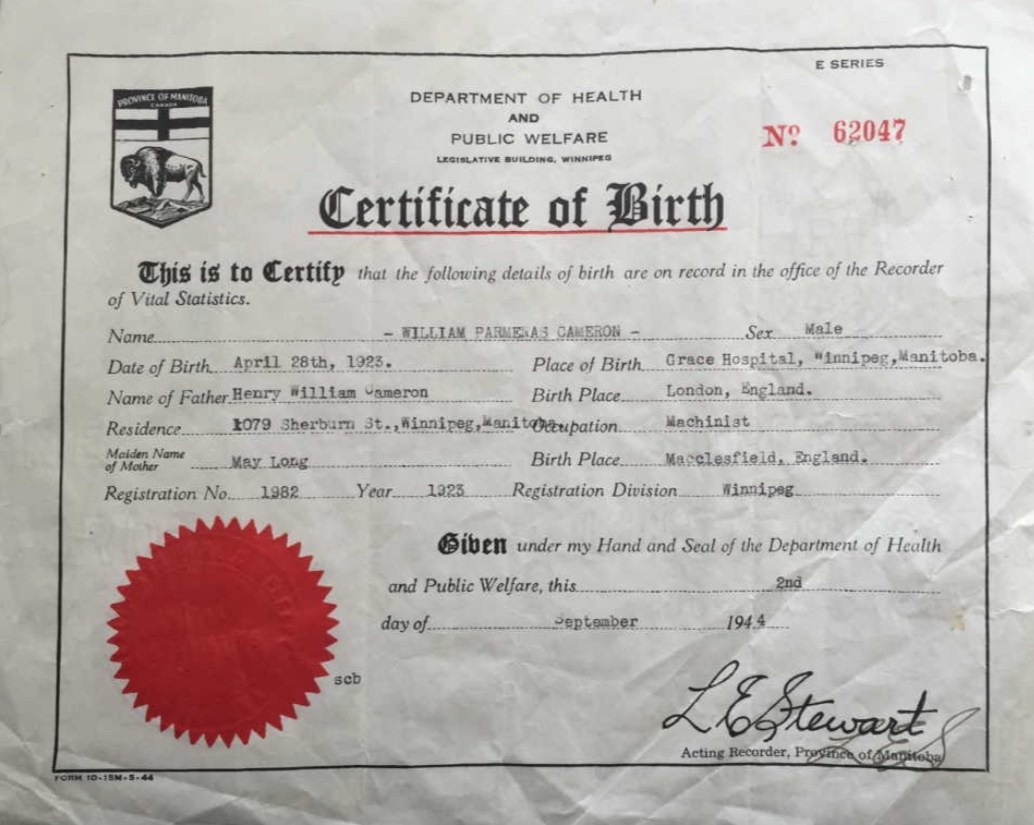 E SERIES
PROVINCE OF MANITOBA
CANADA
DEPARTMENT OF HEALTH
AND
PUBLIC WELFARE
LEGISLATIVE BUILDING, WINNIPEG
Nº 62047
Certificate of Birth
This is to Certify that the following details of birth are on record in the office of the Recorder
of Vital Statistics.
Name - WILLIAM PARMENAS CAMERON - Sex Male
Date of Birth April 28th, 1923. Place of Birth Grace Hospital, Winnipeg,Manitoba.
Name of Father Henry William Cameron Birth Place London, England.
Residence 1079 Sherburn St.,Winnipeg,Manitoba Occupation Machinist
Maiden Name
of Mother May Long Birth Place Macclesfield, England.
Registration No. 1982 Year 1923 Registration Division Winnipeg
Given under my Hand and Seal of the Department of Health
and Public Welfare, this 2nd
day of September 1944
scb
L E Stewart
Acting Recorder, Province of Manitoba
FORM 10-15M-5-44